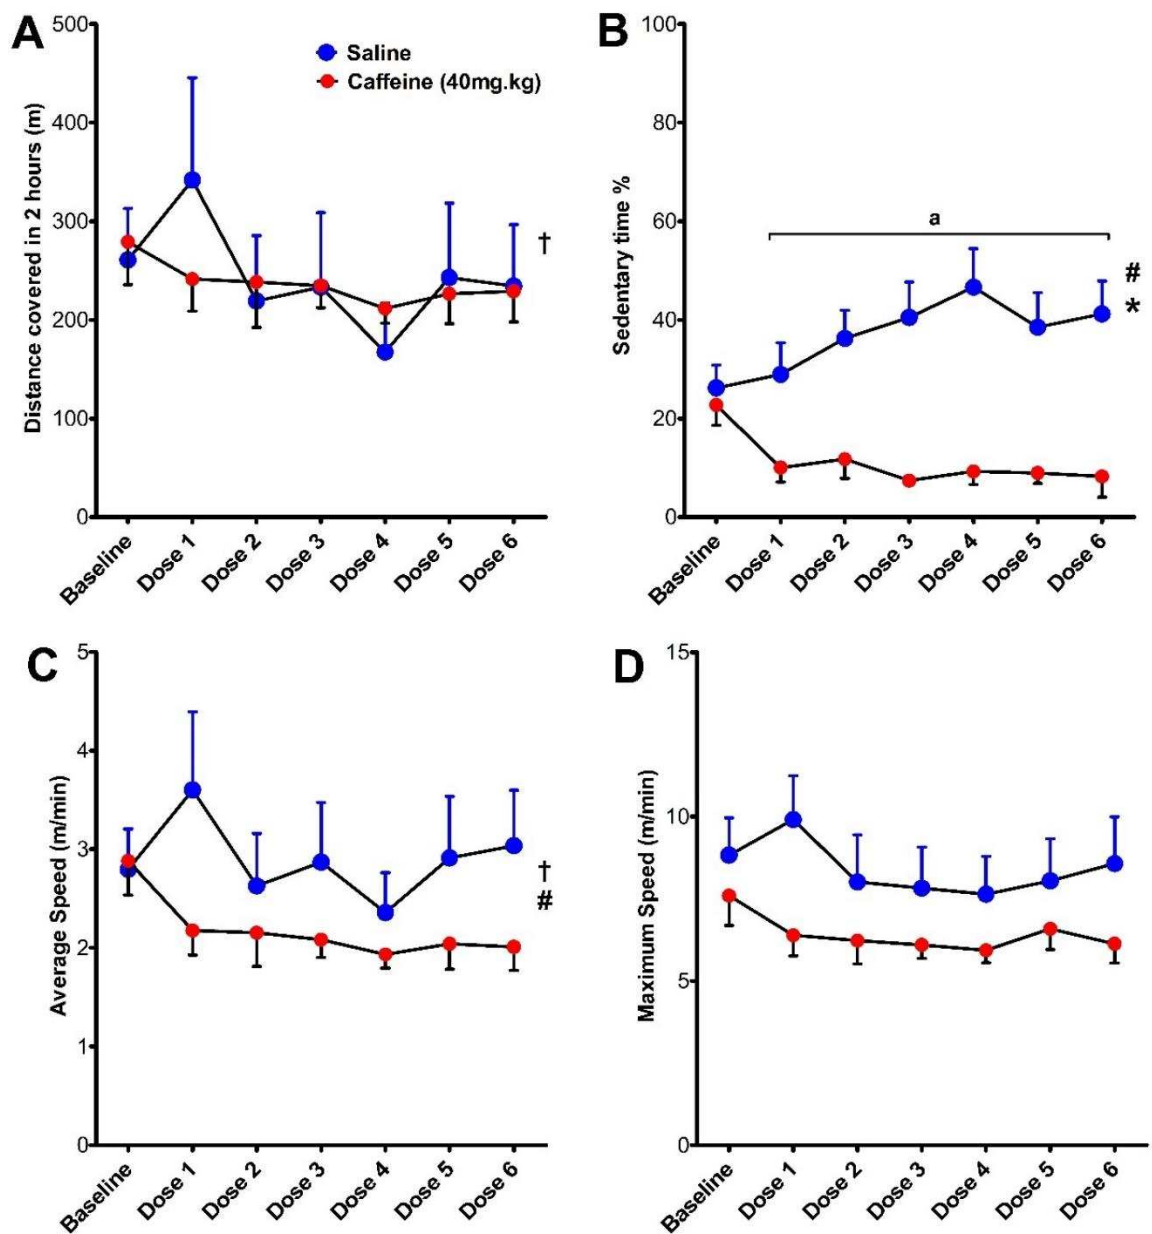 A
Distance covered in 2 hours (m)
500
400
300
200
100
0
Saline
Caffeine (40mg.kg)
†
Baseline
Dose 1
Dose 2
Dose 3
Dose 4
Dose 5
Dose 6
B
Sedentary time %
100
80
60
40
20
0
a
#
*
Baseline
Dose 1
Dose 2
Dose 3
Dose 4
Dose 5
Dose 6
C
Average Speed (m/min)
5
4
3
2
1
0
†
#
Baseline
Dose 1
Dose 2
Dose 3
Dose 4
Dose 5
Dose 6
D
Maximum Speed (m/min)
15
10
5
0
Baseline
Dose 1
Dose 2
Dose 3
Dose 4
Dose 5
Dose 6